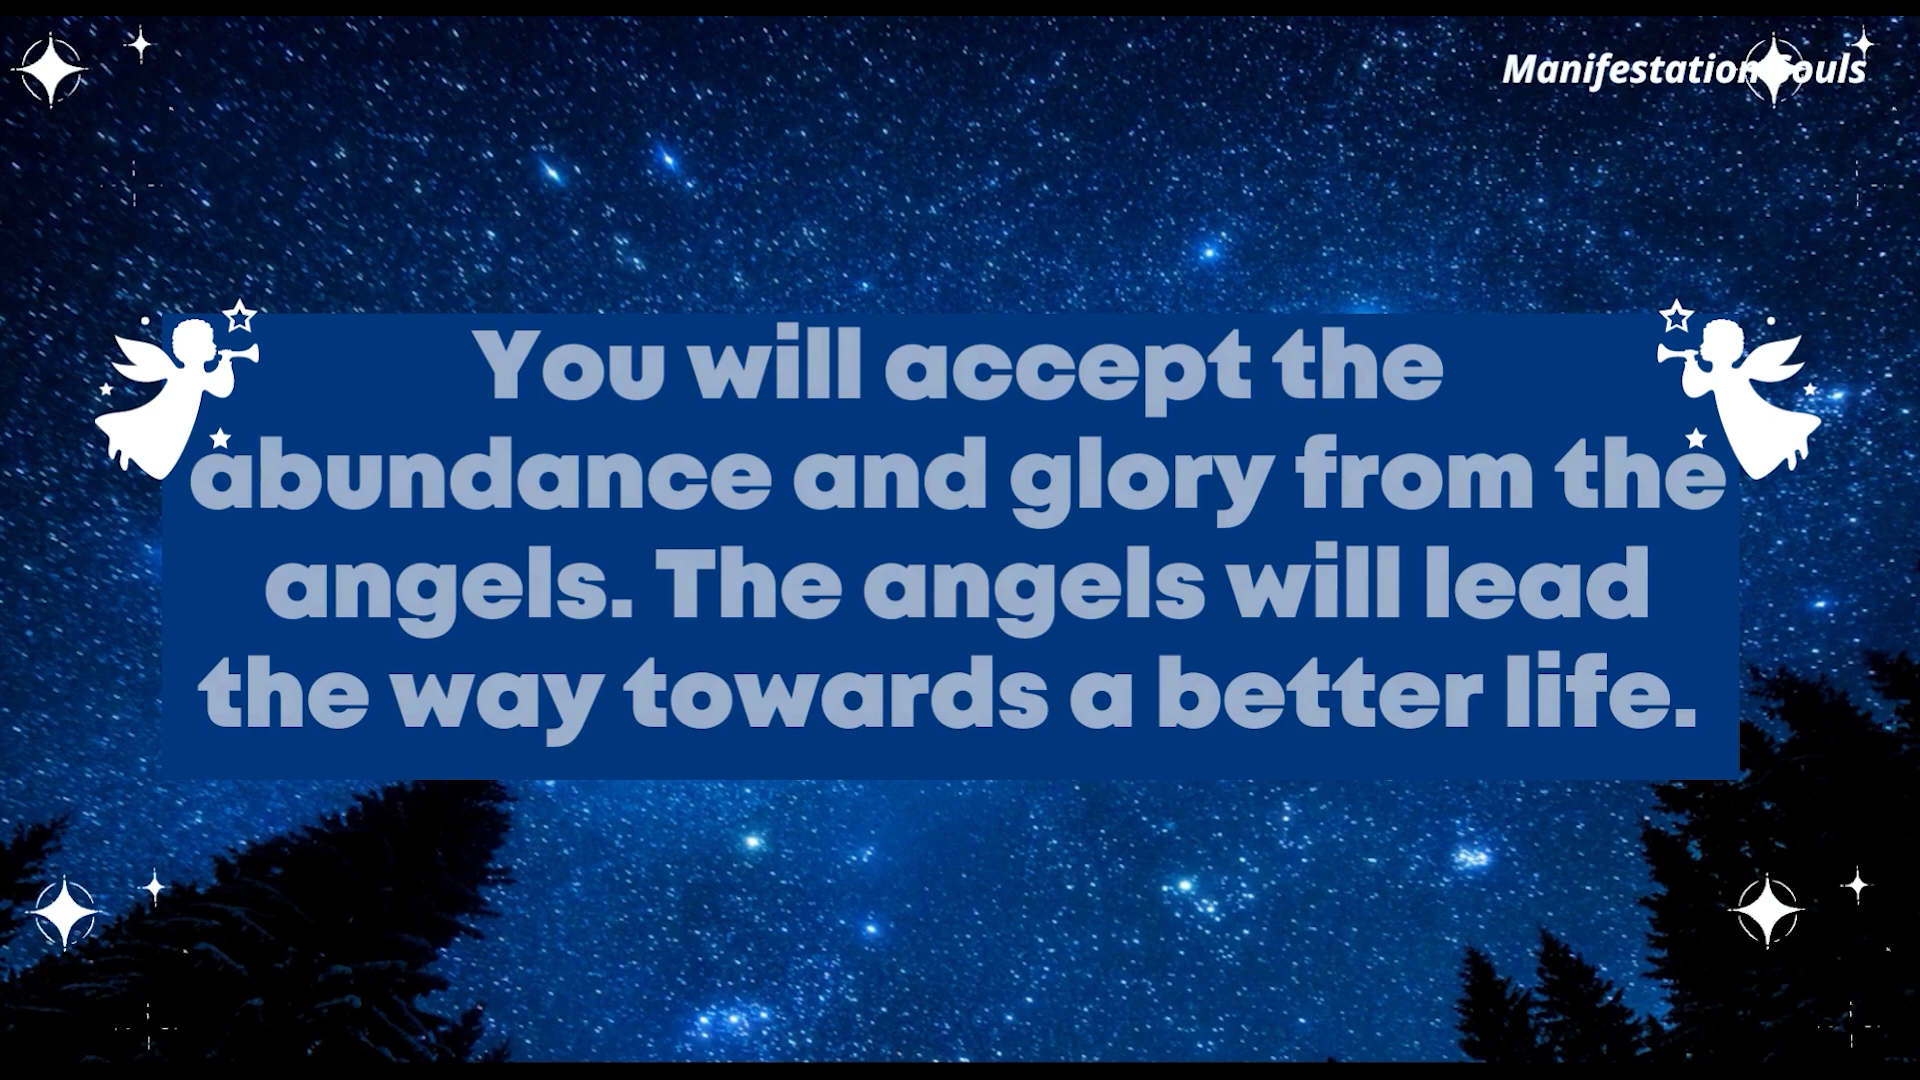 Manifestation Souls
You will accept the
abundance and glory from the
angels. The angels will lead
the way towards a better life.